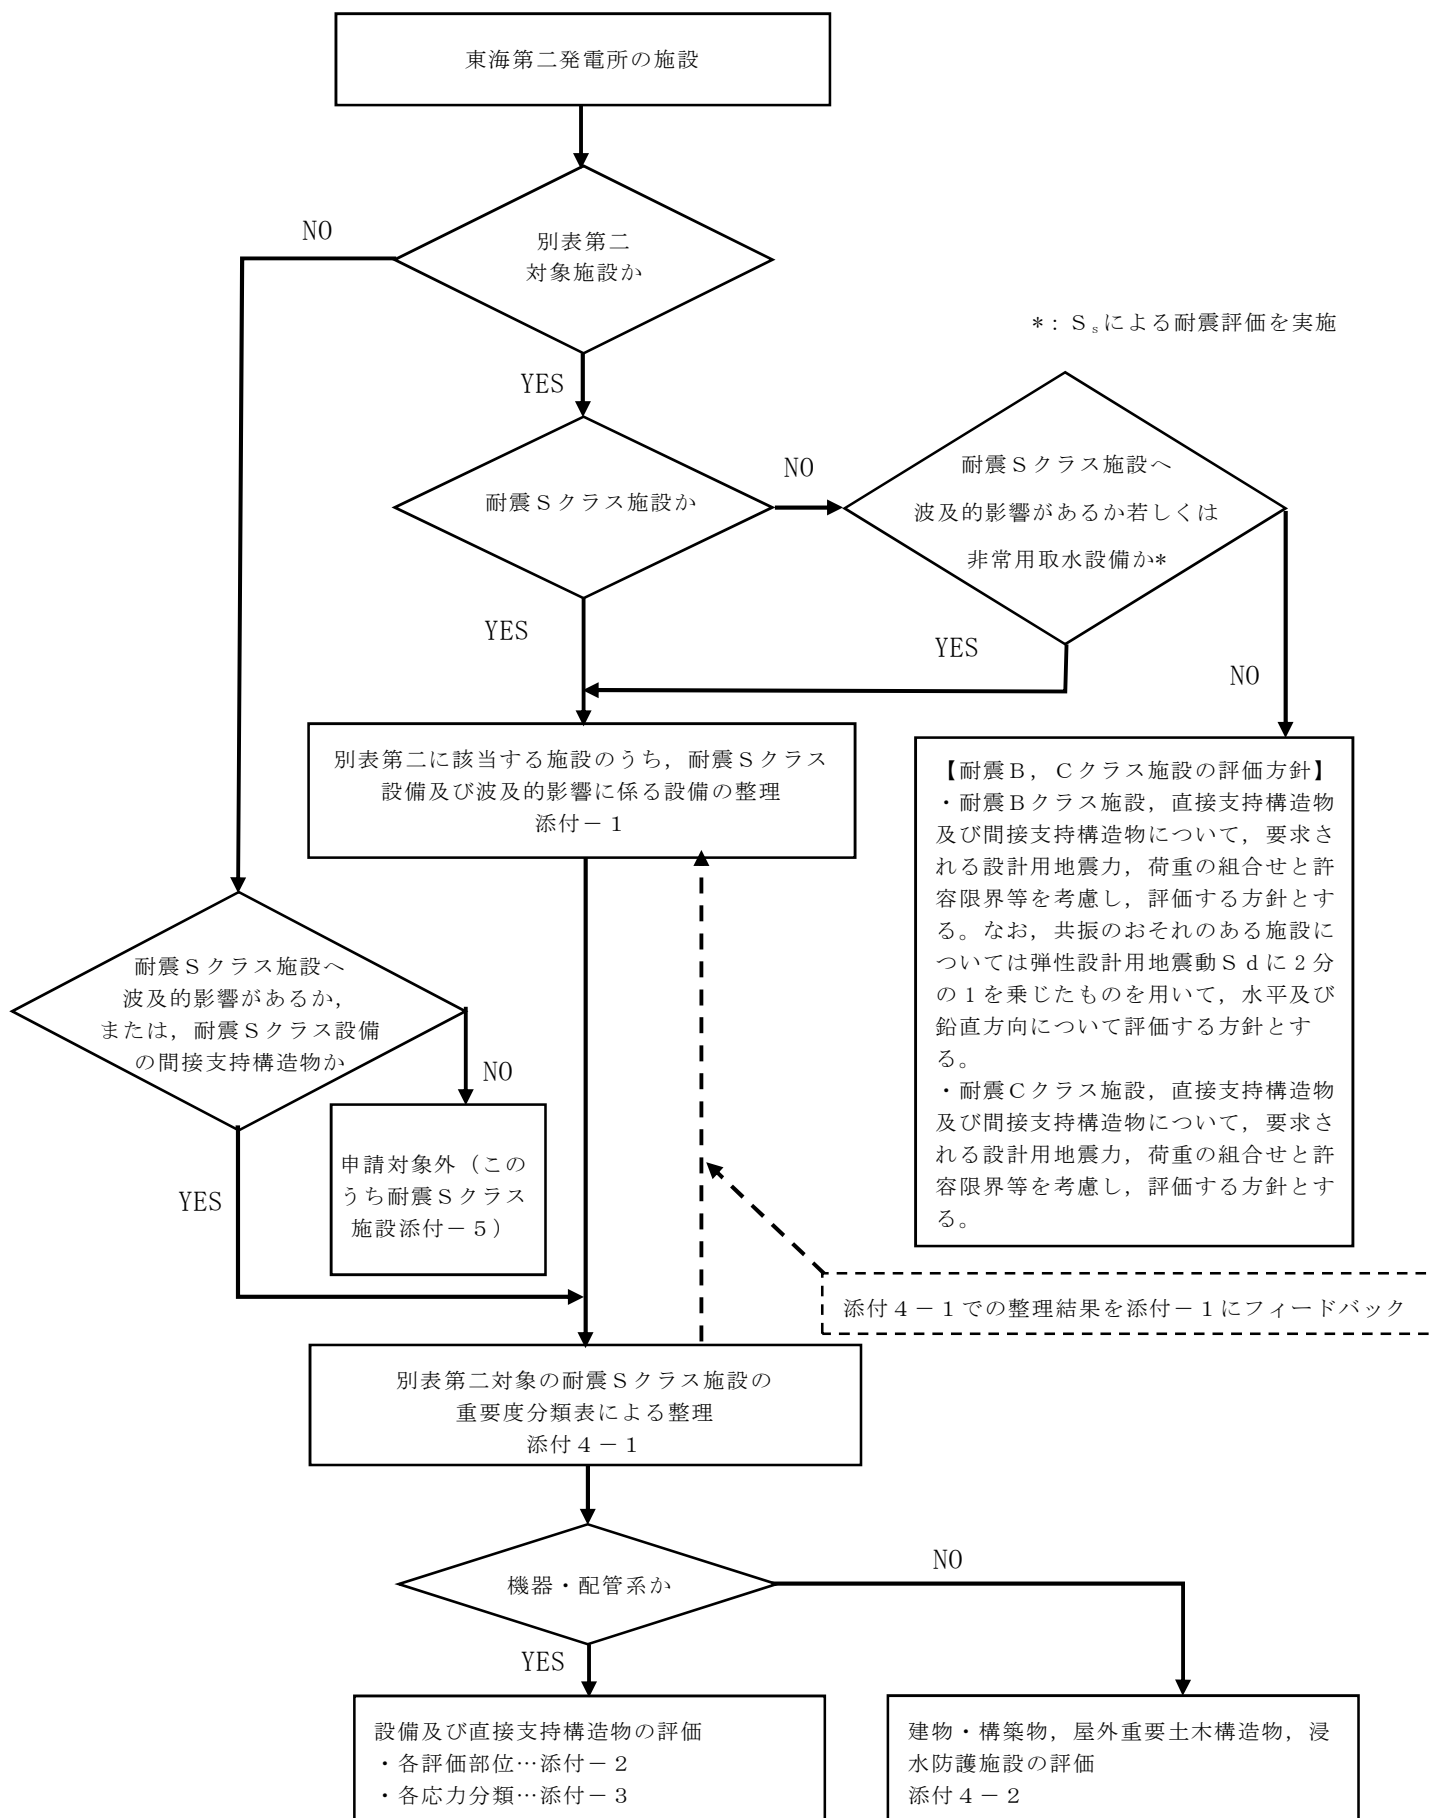 東海第二発電所の施設
NO
別表第二
対象施設か
*：Ｓｓによる耐震評価を実施
YES
耐震Ｓクラス施設か
NO
耐震Ｓクラス施設へ
波及的影響があるか若しくは
非常用取水設備か*
YES
YES
NO
別表第二に該当する施設のうち，耐震Ｓクラス
設備及び波及的影響に係る設備の整理
添付－１
【耐震Ｂ，Ｃクラス施設の評価方針】
・耐震Ｂクラス施設，直接支持構造物
及び間接支持構造物について，要求さ
れる設計用地震力，荷重の組合せと許
容限界等を考慮し，評価する方針とす
る。なお，共振のおそれのある施設に
ついては弾性設計用地震動Ｓｄに２分
の１を乗じたものを用いて，水平及び
鉛直方向について評価する方針とす
る。
・耐震Ｃクラス施設，直接支持構造物
及び間接支持構造物について，要求さ
れる設計用地震力，荷重の組合せと許
容限界等を考慮し，評価する方針とす
る。
耐震Ｓクラス施設へ
波及的影響があるか，
または，耐震Ｓクラス設備
の間接支持構造物か
NO
申請対象外（この
うち耐震Ｓクラス
施設添付－５）
YES
添付４－１での整理結果を添付－１にフィードバック
別表第二対象の耐震Ｓクラス施設の
重要度分類表による整理
添付４－１
機器・配管系か
NO
YES
設備及び直接支持構造物の評価
・各評価部位…添付－２
・各応力分類…添付－３
建物・構築物，屋外重要土木構造物，浸
水防護施設の評価
添付４－２